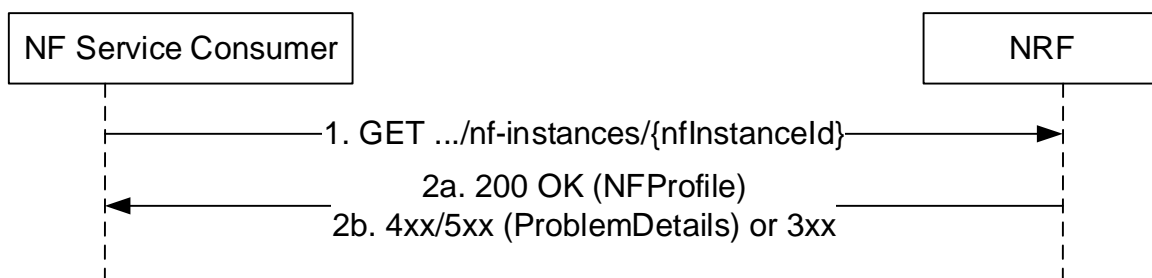 NF Service Consumer
NRF
1. GET .../nf-instances/{nfInstanceId}
2a. 200 OK (NFProfile)
2b. 4xx/5xx (ProblemDetails) or 3xx